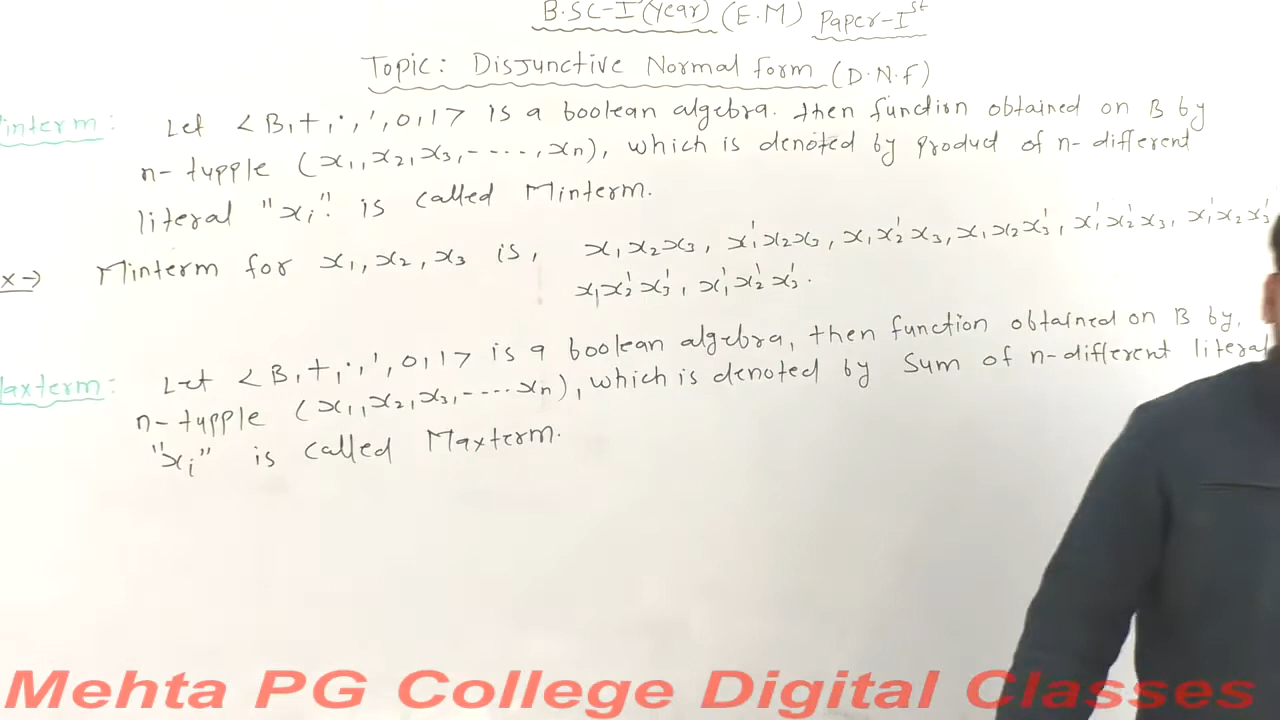 B.SC-I (Year) (E.M) Paper-Ist
Topic: Disjunctive Normal form (D.N.F)
interm: Let <B,+,·,',0,1> is a boolean algebra. then function obtained on B by
n-tupple (x₁,x₂,x₃,-----,xn), which is denoted by product of n-different
literal "xᵢ". is called Minterm.
x→ Minterm for x₁,x₂,x₃ is, x₁x₂x₃, x₁'x₂x₃, x₁x₂'x₃, x₁x₂x₃', x₁'x₂'x₃, x₁'x₂x₃'
x₁x₂'x₃', x₁'x₂'x₃'.
axterm: Let <B,+,·,',0,1> is a boolean algebra, then function obtained on B by,
n-tupple (x₁,x₂,x₃,----xn), which is denoted by Sum of n-different literal
"xᵢ" is called Maxterm.
Mehta PG College Digital Classes